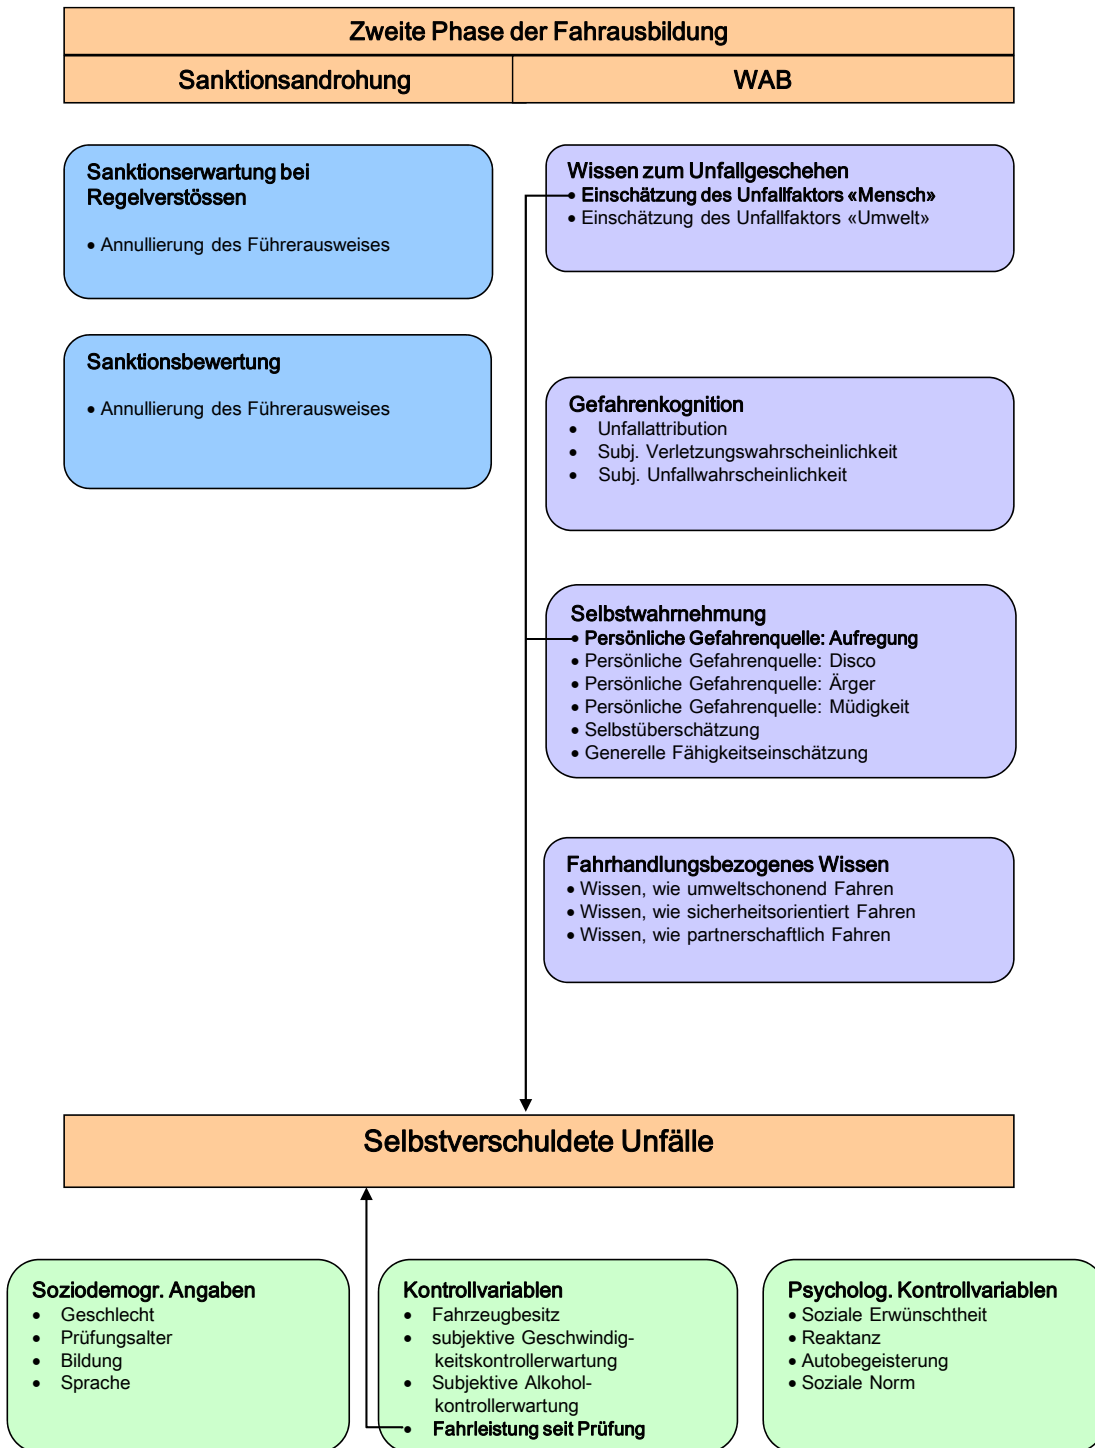 Zweite Phase der Fahrausbildung
Sanktionsandrohung
WAB
Sanktionserwartung bei
Regelverstössen
• Annullierung des Führerausweises
Sanktionsbewertung
• Annullierung des Führerausweises
Wissen zum Unfallgeschehen
• Einschätzung des Unfallfaktors «Mensch»
• Einschätzung des Unfallfaktors «Umwelt»
Gefahrenkognition
• Unfallattribution
• Subj. Verletzungswahrscheinlichkeit
• Subj. Unfallwahrscheinlichkeit
Selbstwahrnehmung
• Persönliche Gefahrenquelle: Aufregung
• Persönliche Gefahrenquelle: Disco
• Persönliche Gefahrenquelle: Ärger
• Persönliche Gefahrenquelle: Müdigkeit
• Selbstüberschätzung
• Generelle Fähigkeitseinschätzung
Fahrhandlungsbezogenes Wissen
• Wissen, wie umweltschonend Fahren
• Wissen, wie sicherheitsorientiert Fahren
• Wissen, wie partnerschaftlich Fahren
Selbstverschuldete Unfälle
Soziodemogr. Angaben
• Geschlecht
• Prüfungsalter
• Bildung
• Sprache
Kontrollvariablen
• Fahrzeugbesitz
• subjektive Geschwindig-
keitskontrollerwartung
• Subjektive Alkohol-
kontrollerwartung
• Fahrleistung seit Prüfung
Psycholog. Kontrollvariablen
• Soziale Erwünschtheit
• Reaktanz
• Autobegeisterung
• Soziale Norm